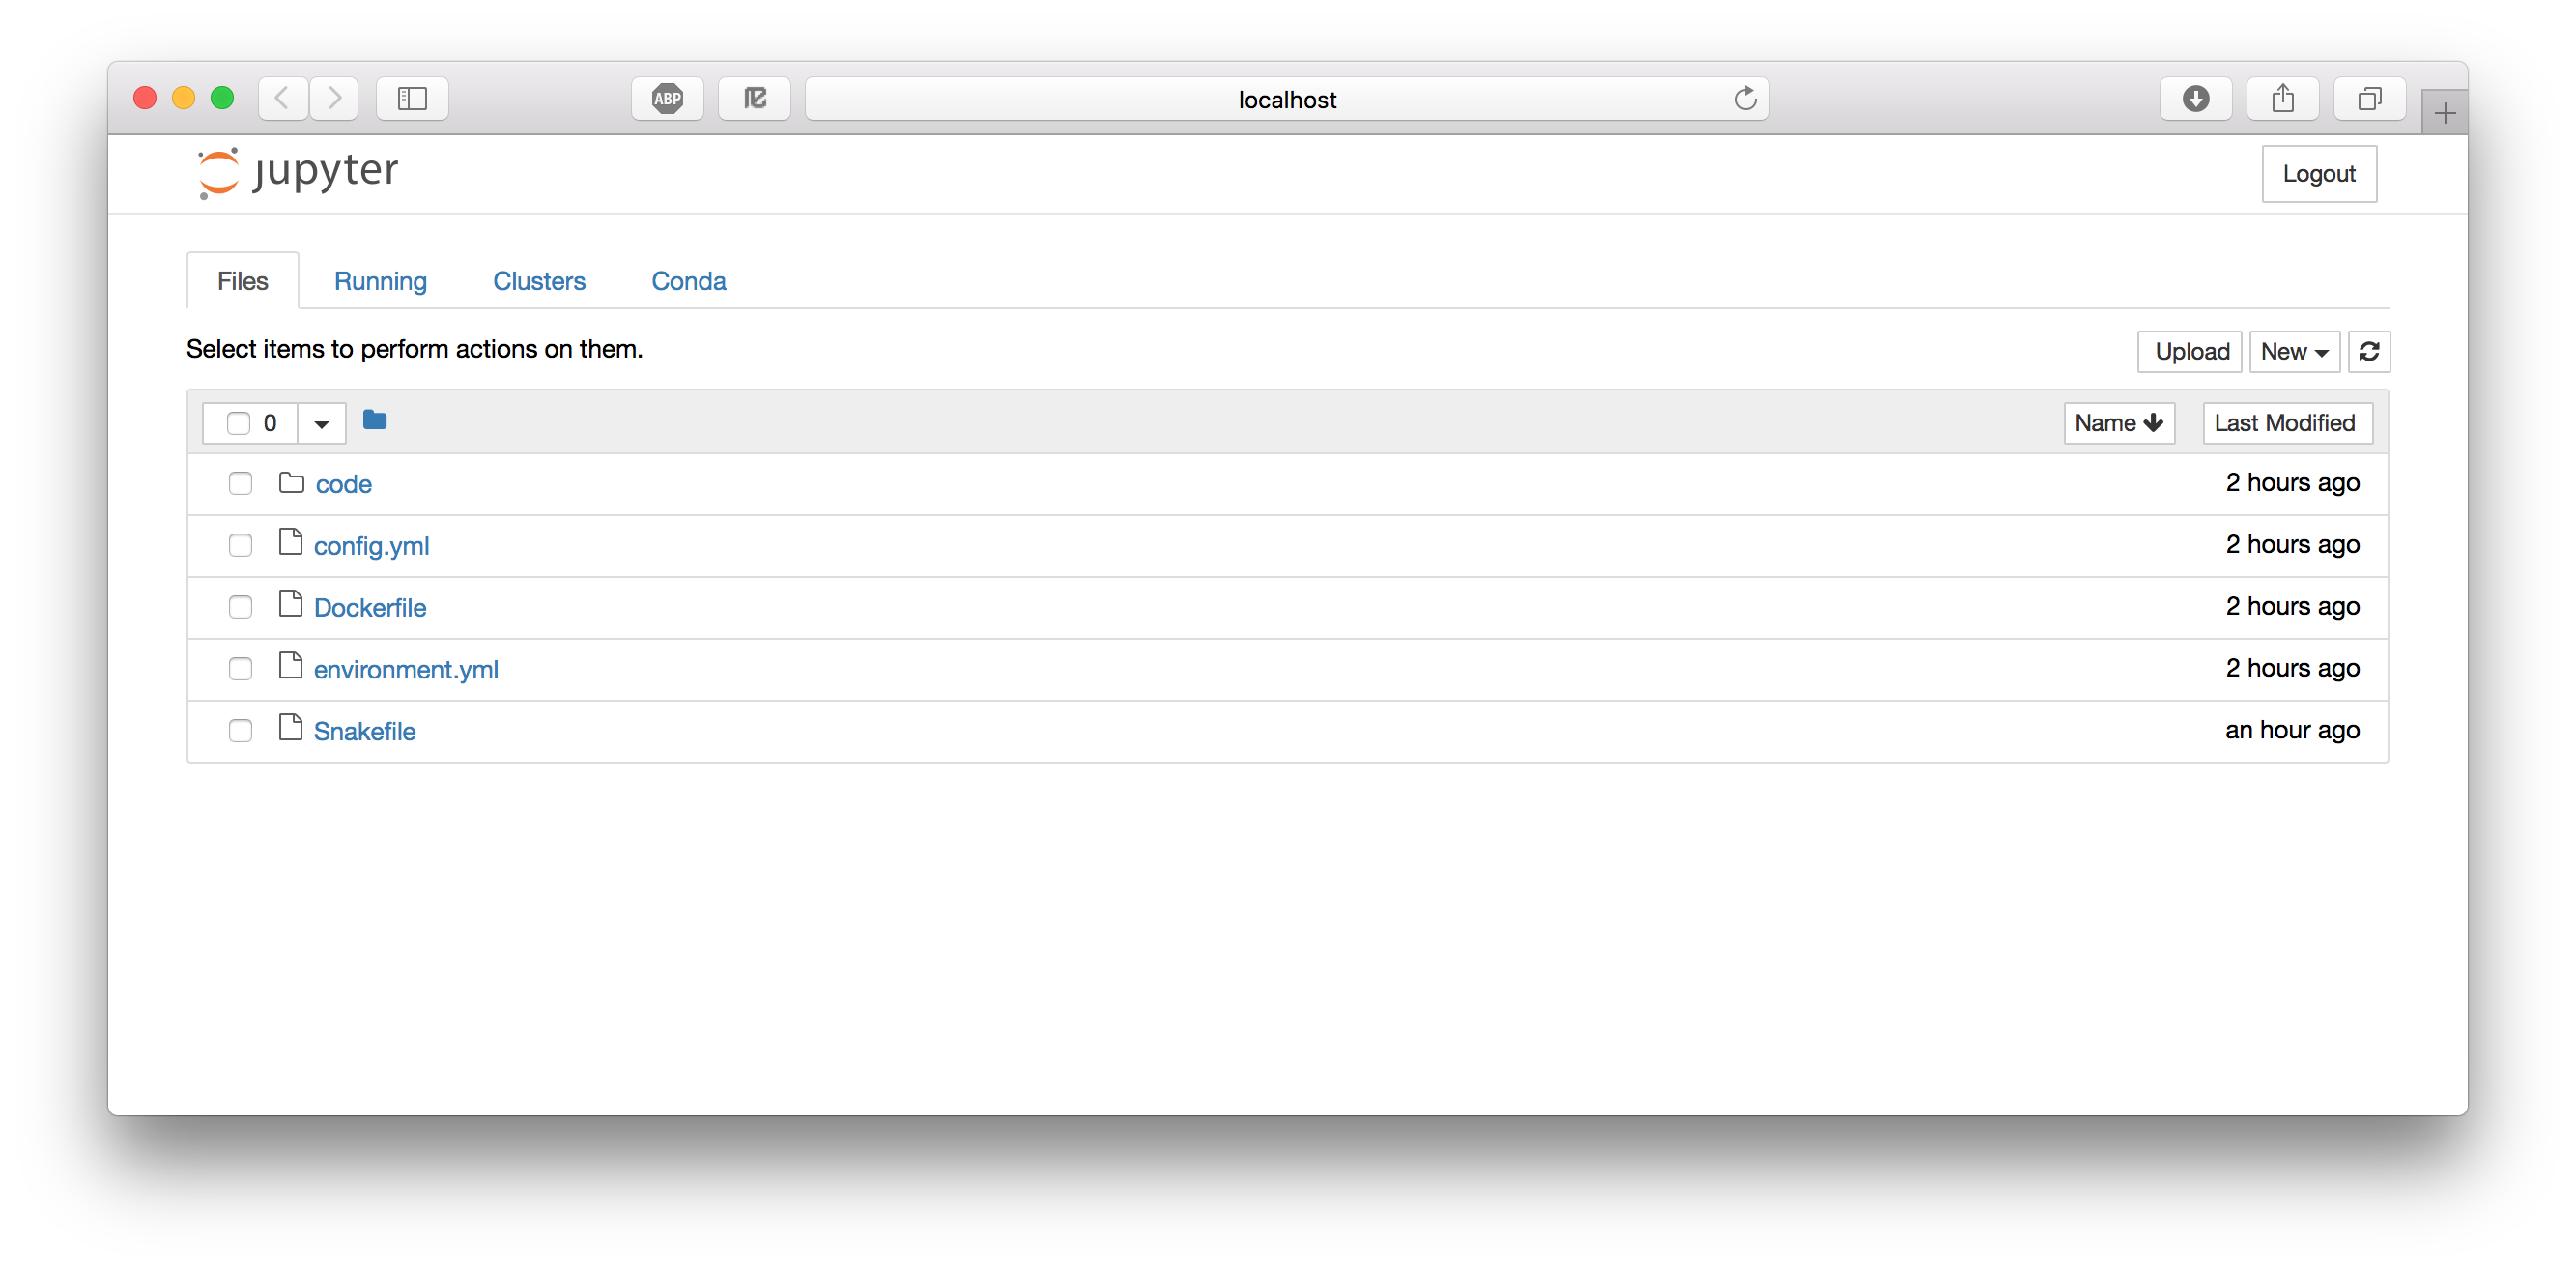 ABP
localhost
jupyter
Logout
Files Running Clusters Conda
Select items to perform actions on them.
Upload New
0 Name Last Modified
code 2 hours ago
config.yml 2 hours ago
Dockerfile 2 hours ago
environment.yml 2 hours ago
Snakefile an hour ago